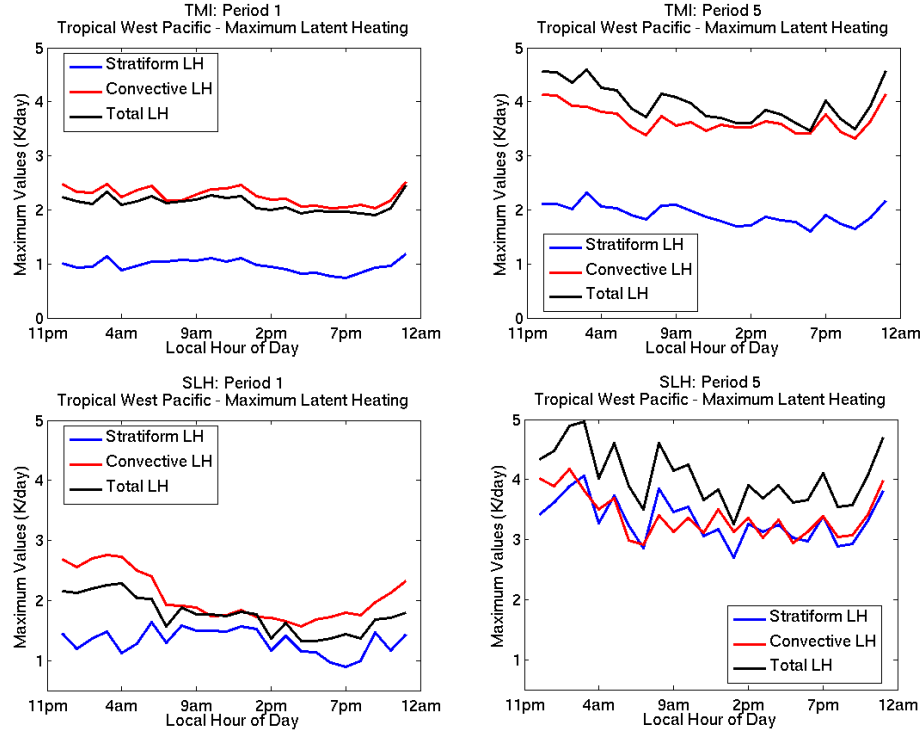 TMI: Period 1
Tropical West Pacific - Maximum Latent Heating
Maximum Values (K/day)
5
4
3
2
1
0
Stratiform LH
Convective LH
Total LH
11pm 4am 9am 2pm 7pm 12am
Local Hour of Day
TMI: Period 5
Tropical West Pacific - Maximum Latent Heating
Maximum Values (K/day)
5
4
3
2
1
0
Stratiform LH
Convective LH
Total LH
11pm 4am 9am 2pm 7pm 12am
Local Hour of Day
SLH: Period 1
Tropical West Pacific - Maximum Latent Heating
Maximum Values (K/day)
5
4
3
2
1
Stratiform LH
Convective LH
Total LH
11pm 4am 9am 2pm 7pm 12am
Local Hour of Day
SLH: Period 5
Tropical West Pacific - Maximum Latent Heating
Maximum Values (K/day)
5
4
3
2
1
Stratiform LH
Convective LH
Total LH
11pm 4am 9am 2pm 7pm 12am
Local Hour of Day